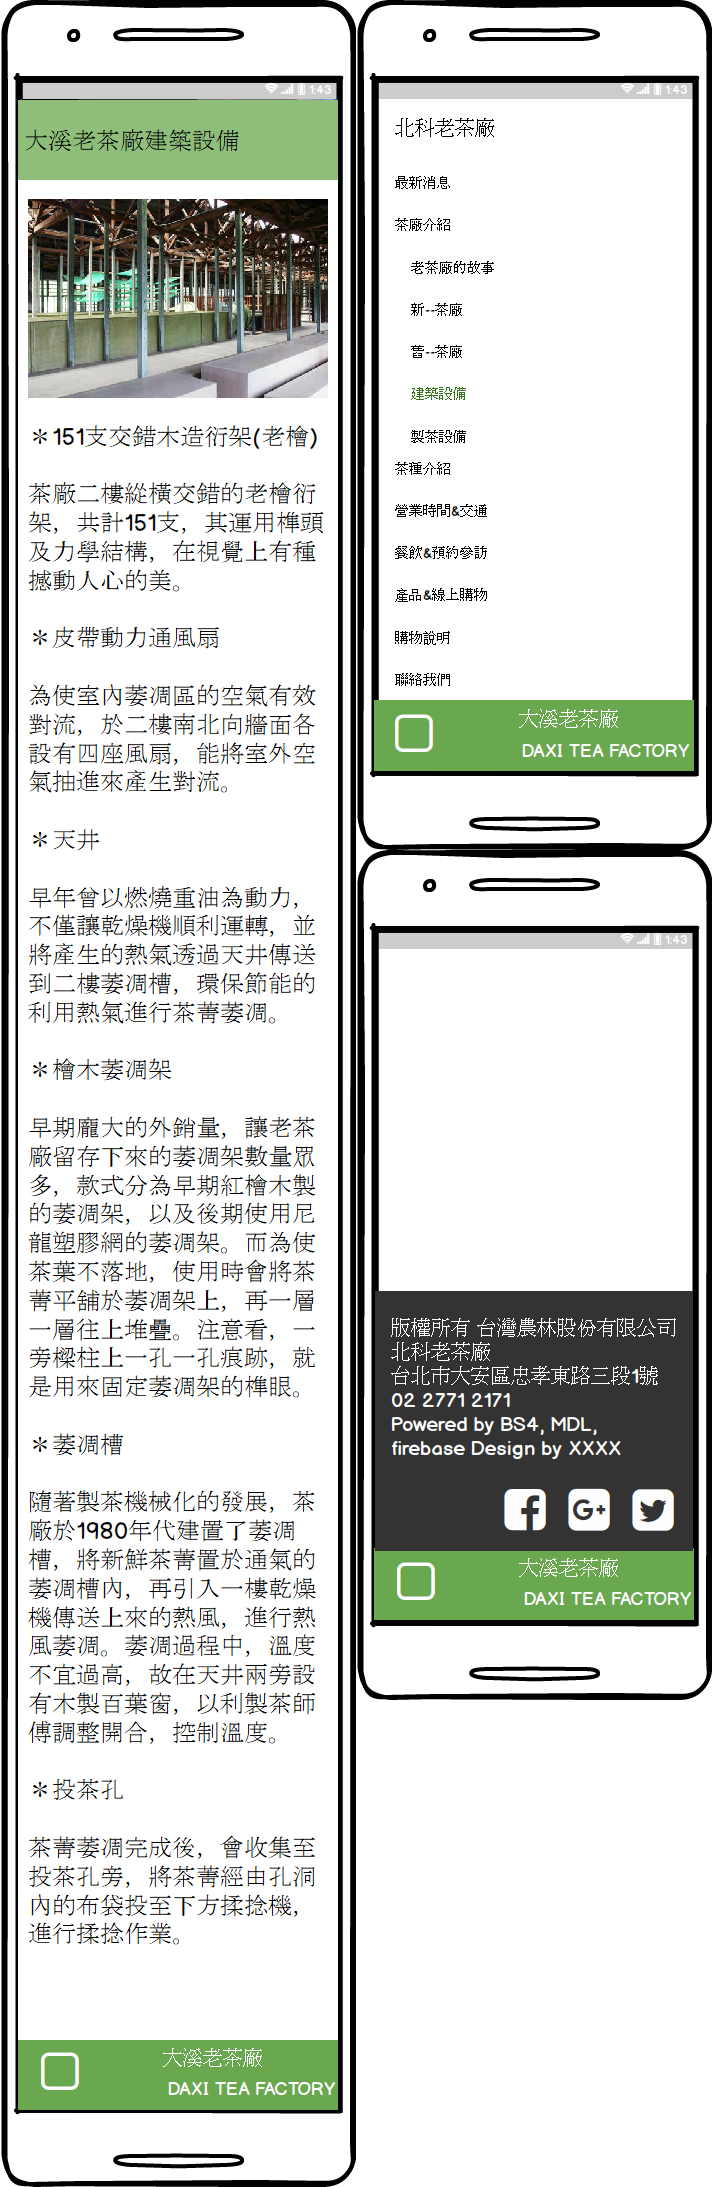 1:43
大溪老茶廠建築設備
＊151支交錯木造衍架(老檜)
茶廠二樓縱橫交錯的老檜衍
架，共計151支，其運用榫頭
及力學結構，在視覺上有種
撼動人心的美。
＊皮帶動力通風扇
為使室內萎凋區的空氣有效
對流，於二樓南北向牆面各
設有四座風扇，能將室外空
氣抽進來產生對流。
＊天井
早年曾以燃燒重油為動力，
不僅讓乾燥機順利運轉，並
將產生的熱氣透過天井傳送
到二樓萎凋槽，環保節能的
利用熱氣進行茶菁萎凋。
＊檜木萎凋架
早期龐大的外銷量，讓老茶
廠留存下來的萎凋架數量眾
多，款式分為早期紅檜木製
的萎凋架，以及後期使用尼
龍塑膠網的萎凋架。而為使
茶葉不落地，使用時會將茶
菁平舖於萎凋架上，再一層
一層往上堆疊。注意看，一
旁樑柱上一孔一孔痕跡，就
是用來固定萎凋架的榫眼。
＊萎凋槽
隨著製茶機械化的發展，茶
廠於1980年代建置了萎凋
槽，將新鮮茶菁置於通氣的
萎凋槽內，再引入一樓乾燥
機傳送上來的熱風，進行熱
風萎凋。萎凋過程中，溫度
不宜過高，故在天井兩旁設
有木製百葉窗，以利製茶師
傅調整開合，控制溫度。
＊投茶孔
茶菁萎凋完成後，會收集至
投茶孔旁，將茶菁經由孔洞
內的布袋投至下方揉捻機，
進行揉捻作業。
大溪老茶廠
DAXI TEA FACTORY
1:43
北科老茶廠
最新消息
茶廠介紹
老茶廠的故事
新--茶廠
舊--茶廠
建築設備
製茶設備
茶種介紹
營業時間&交通
餐飲&預約參訪
產品&線上購物
購物說明
聯絡我們
大溪老茶廠
DAXI TEA FACTORY
1:43
版權所有 台灣農林股份有限公司
北科老茶廠
台北市大安區忠孝東路三段1號
02 2771 2171
Powered by BS4, MDL,
firebase Design by XXXX
大溪老茶廠
DAXI TEA FACTORY